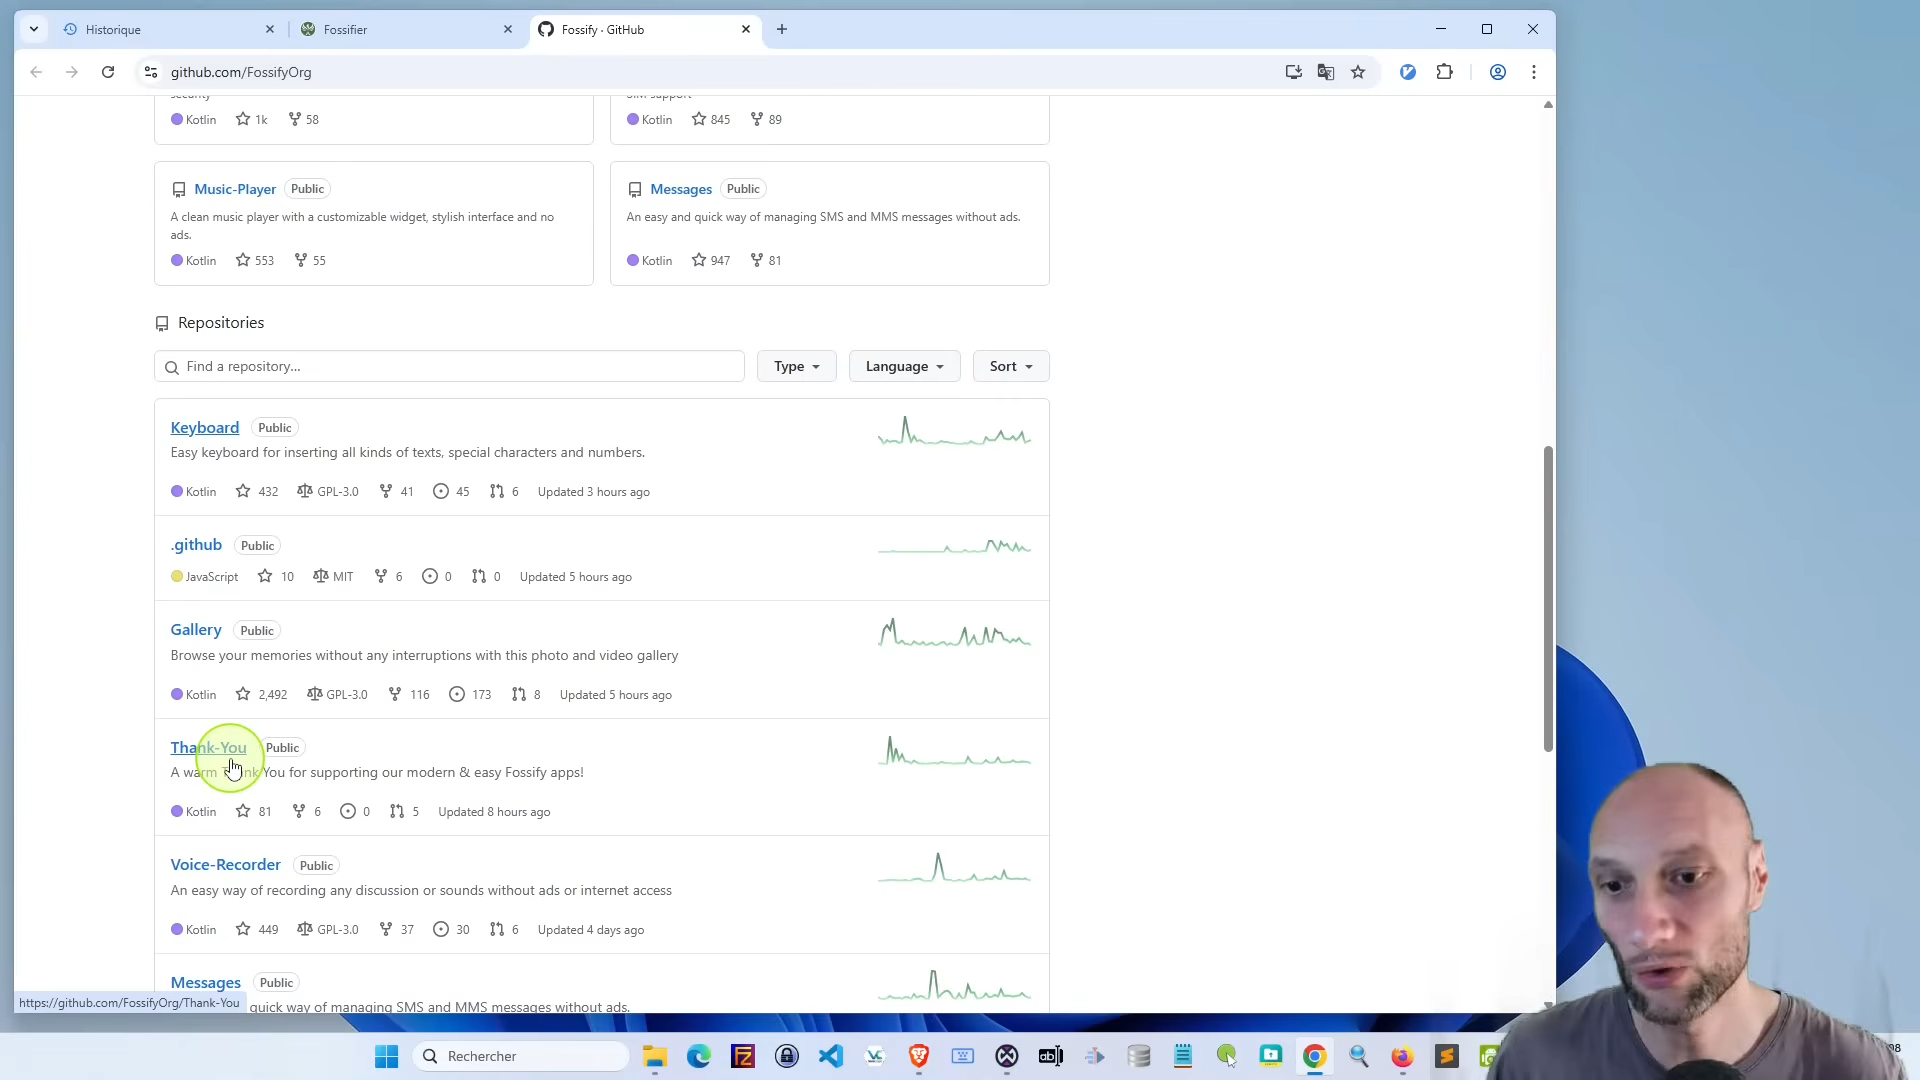 Historique
Fossifier
Fossify · GitHub
github.com/FossifyOrg
security
SIM support
Kotlin 1k 58
Kotlin 845 89
Music-Player Public
A clean music player with a customizable widget, stylish interface and no
ads.
Kotlin 553 55
Messages Public
An easy and quick way of managing SMS and MMS messages without ads.
Kotlin 947 81
Repositories
Find a repository...
Type
Language
Sort
Keyboard Public
Easy keyboard for inserting all kinds of texts, special characters and numbers.
Kotlin 432 GPL-3.0 41 45 6 Updated 3 hours ago
.github Public
JavaScript 10 MIT 6 0 0 Updated 5 hours ago
Gallery Public
Browse your memories without any interruptions with this photo and video gallery
Kotlin 2,492 GPL-3.0 116 173 8 Updated 5 hours ago
Thank-You Public
A warm Thank You for supporting our modern & easy Fossify apps!
Kotlin 81 6 0 5 Updated 8 hours ago
Voice-Recorder Public
An easy way of recording any discussion or sounds without ads or internet access
Kotlin 449 GPL-3.0 37 30 6 Updated 4 days ago
Messages Public
quick way of managing SMS and MMS messages without ads.
https://github.com/FossifyOrg/Thank-You
Rechercher